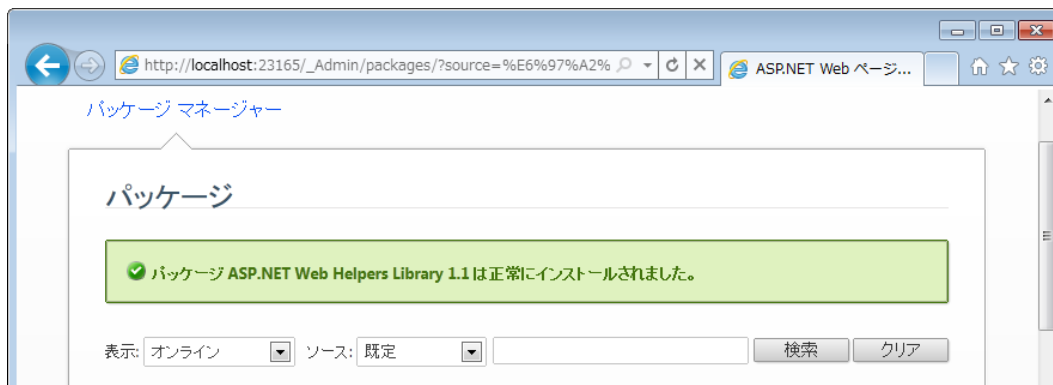 http://localhost:23165/_Admin/packages/?source=%E6%97%A2%
ASP.NET Web ページ...
パッケージ マネージャー
パッケージ
パッケージ ASP.NET Web Helpers Library 1.1 は正常にインストールされました。
表示: オンライン ソース: 既定 検索 クリア